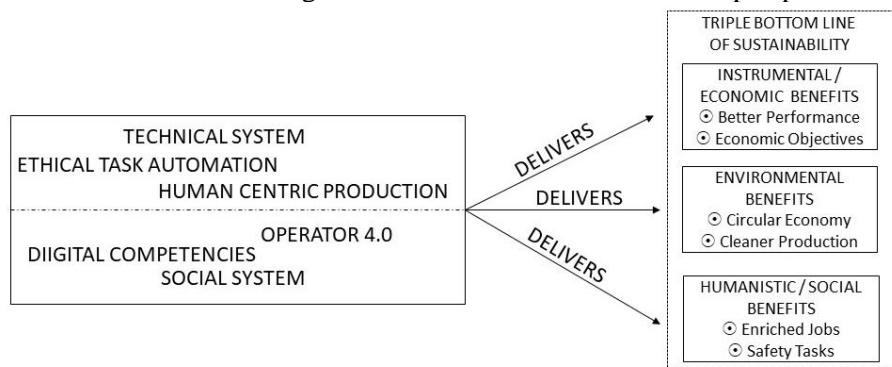 TECHNICAL SYSTEM
ETHICAL TASK AUTOMATION
HUMAN CENTRIC PRODUCTION
OPERATOR 4.0
DIIGITAL COMPETENCIES
SOCIAL SYSTEM
DELIVERS
DELIVERS
DELIVERS
TRIPLE BOTTOM LINE
OF SUSTAINABILITY
INSTRUMENTAL /
ECONOMIC BENEFITS
☉ Better Performance
☉ Economic Objectives
ENVIRONMENTAL
BENEFITS
☉ Circular Economy
☉ Cleaner Production
HUMANISTIC / SOCIAL
BENEFITS
☉ Enriched Jobs
☉ Safety Tasks